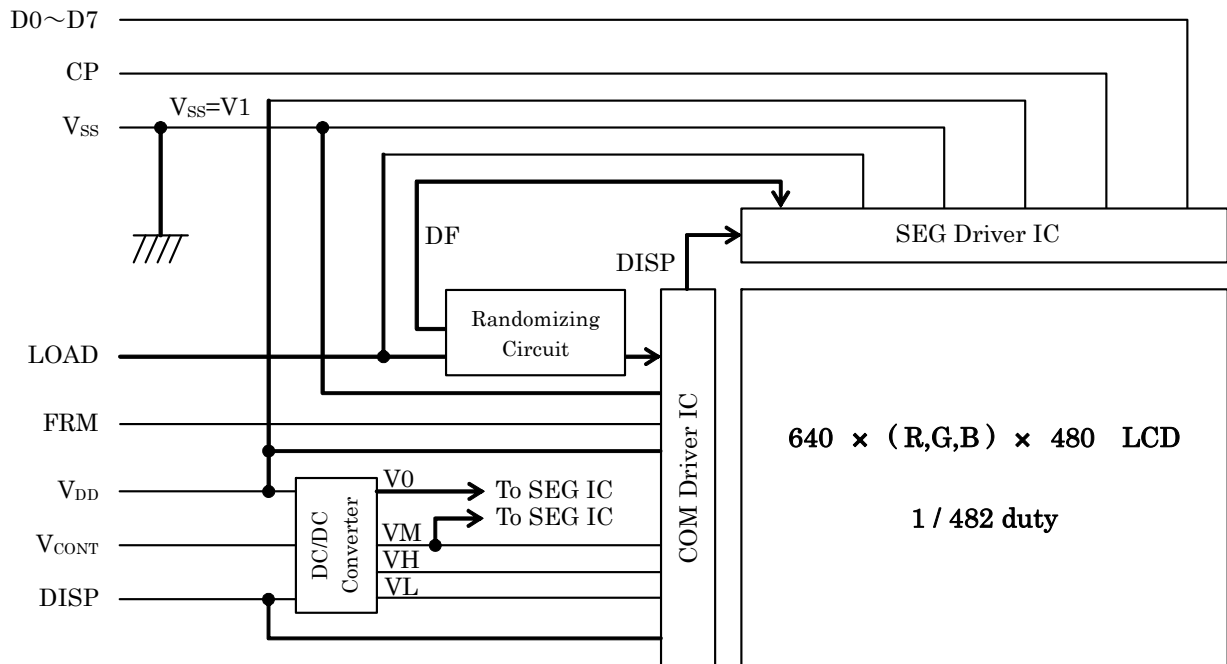 D0～D7
CP
VSS=V1
VSS
SEG Driver IC
DF
DISP
Randomizing
Circuit
LOAD
FRM
COM Driver IC
640 × (R,G,B) × 480 LCD
1 / 482 duty
VDD
V0
To SEG IC
To SEG IC
DC/DC
Converter
VCONT
VM
VH
VL
DISP